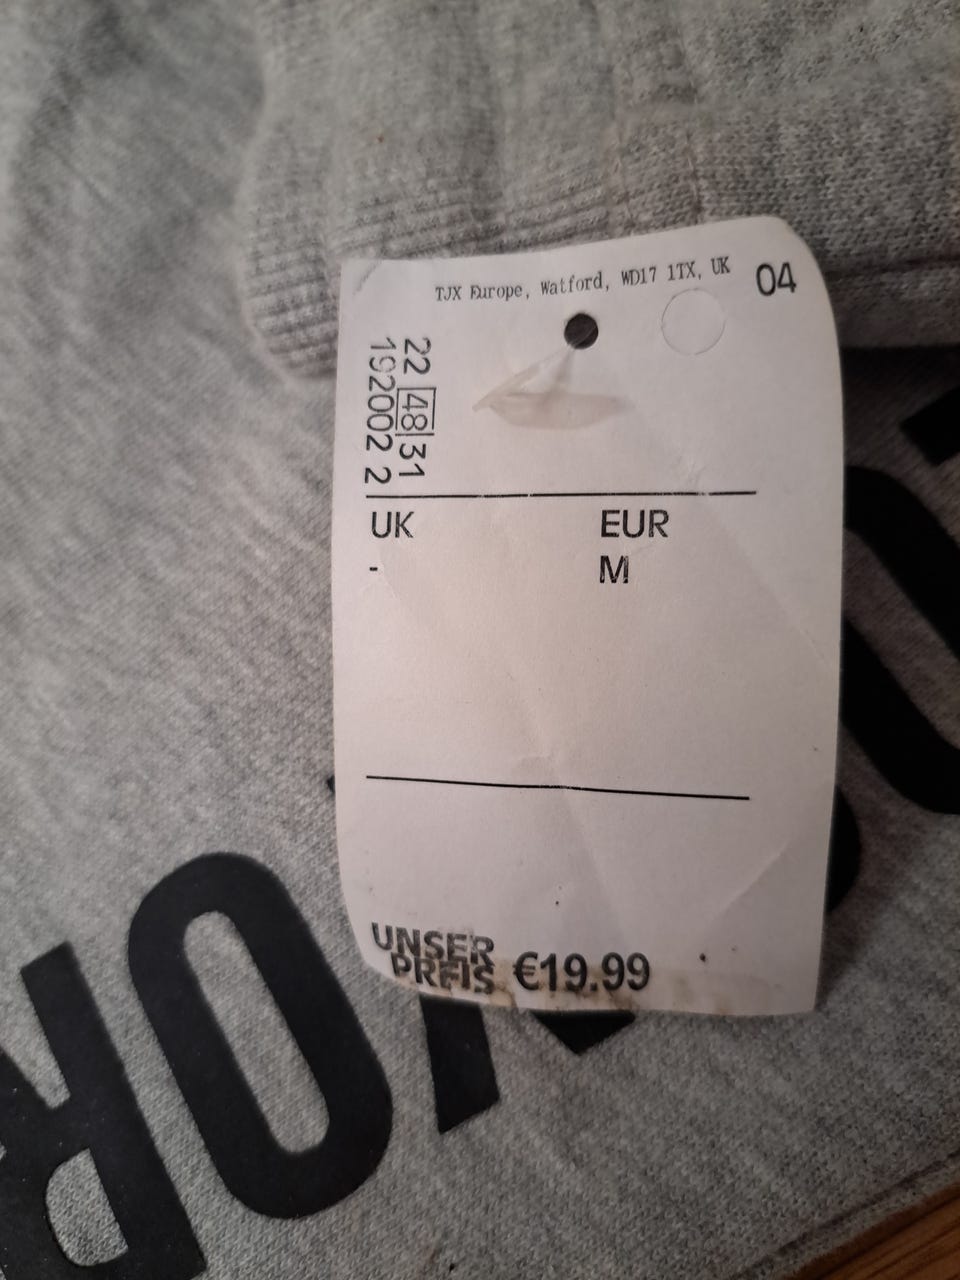 TJX Europe, Watford, WD17 1TX, UK
04
22 48 31
192002 2
UK EUR
- M
UNSER
PREIS €19.99